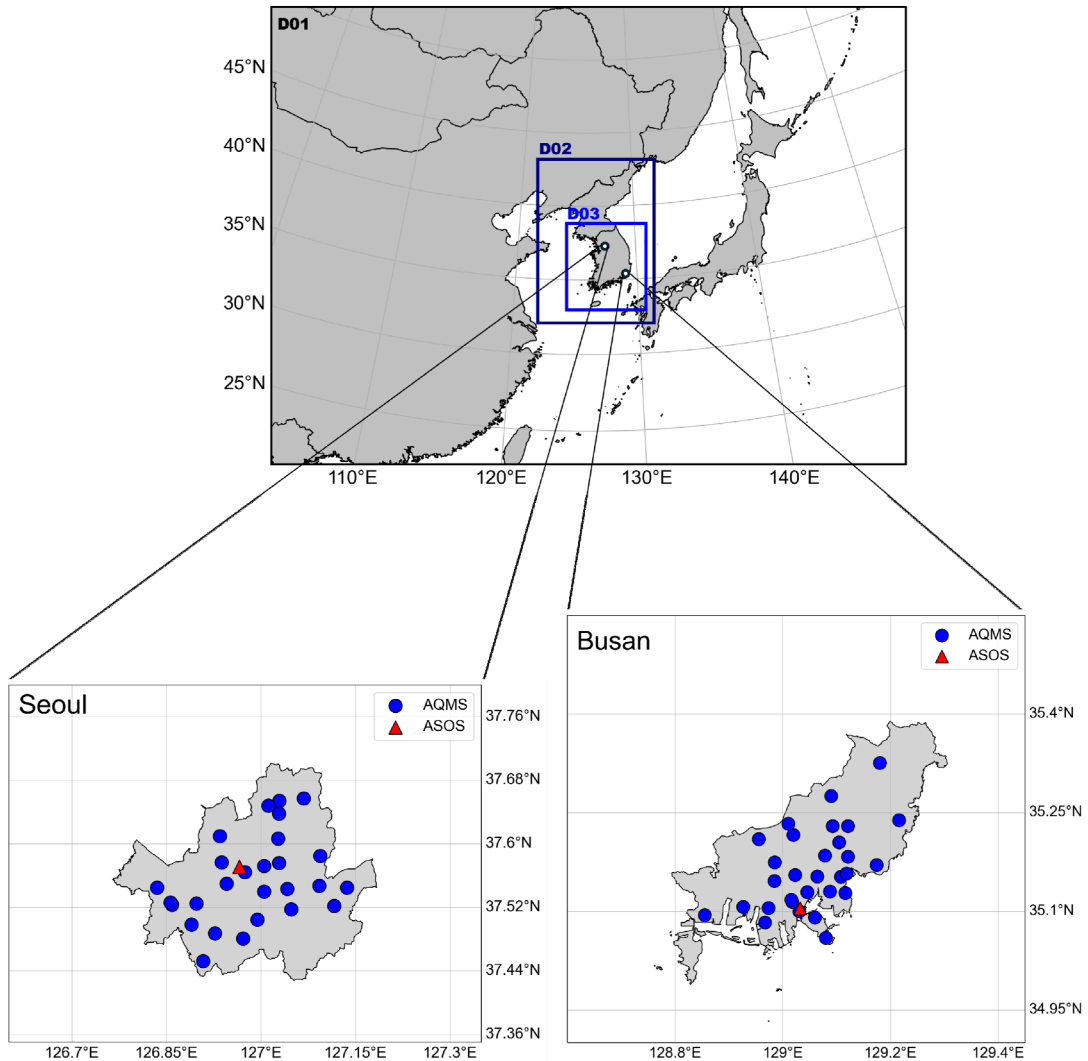 D01
45°N
40°N
35°N
30°N
25°N
D02
D03
110°E
120°E
130°E
140°E
Seoul
AQMS
ASOS
37.76°N
37.68°N
37.6°N
37.52°N
37.44°N
37.36°N
126.7°E
126.85°E
127°E
127.15°E
127.3°E
Busan
AQMS
ASOS
35.4°N
35.25°N
35.1°N
34.95°N
128.8°E
129°E
129.2°E
129.4°E